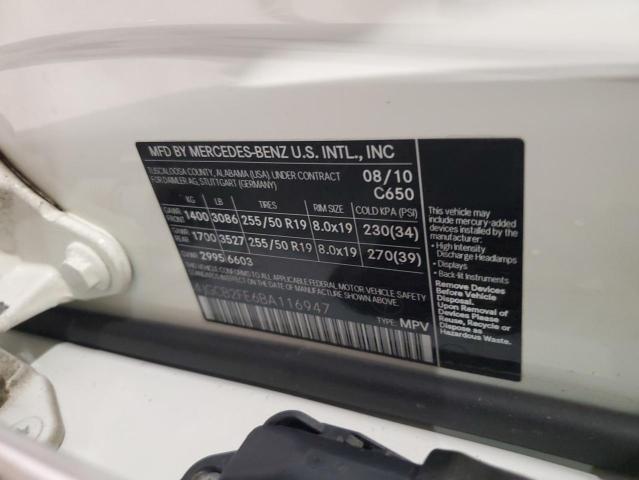 MFD BY MERCEDES-BENZ U.S. INTL., INC
TUSCALOOSA COUNTY, ALABAMA (USA), UNDER CONTRACT
FOR DAIMLER AG, STUTTGART (GERMANY)
08/10
C650
KG LB TIRES RIM SIZE COLD KPA (PSI)
GAWR FRONT 1400 3086 255/50 R19 8.0x19 230(34)
GAWR REAR 1700 3527 255/50 R19 8.0x19 270(39)
GVWR 2995 6603
THIS VEHICLE CONFORMS TO ALL APPLICABLE FEDERAL MOTOR VEHICLE SAFETY
STANDARDS IN EFFECT ON THE DATE OF MANUFACTURE SHOWN ABOVE.
4JGCB2FE6BA116947
TYPE: MPV
This vehicle may include mercury-added devices installed by the manufacturer:
• High Intensity Discharge Headlamps
• Displays
• Back-lit Instruments
Remove Devices Before Vehicle Disposal.
Upon Removal of Devices Please Reuse, Recycle or Dispose as Hazardous Waste.